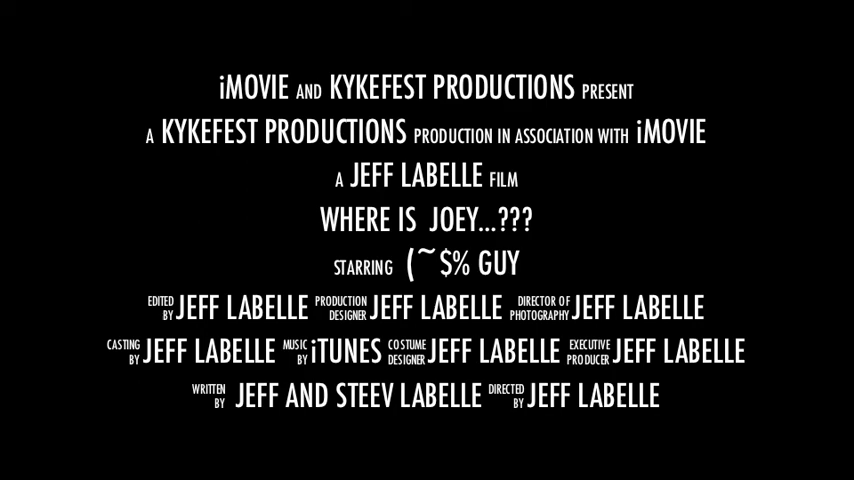 iMOVIE AND KYKEFEST PRODUCTIONS PRESENT
A KYKEFEST PRODUCTIONS PRODUCTION IN ASSOCIATION WITH iMOVIE
A JEFF LABELLE FILM
WHERE IS JOEY...???
STARRING (~$% GUY
EDITED BY JEFF LABELLE PRODUCTION DESIGNER JEFF LABELLE DIRECTOR OF PHOTOGRAPHY JEFF LABELLE
CASTING BY JEFF LABELLE MUSIC BY iTUNES COSTUME DESIGNER JEFF LABELLE EXECUTIVE PRODUCER JEFF LABELLE
WRITTEN BY JEFF AND STEEV LABELLE DIRECTED BY JEFF LABELLE